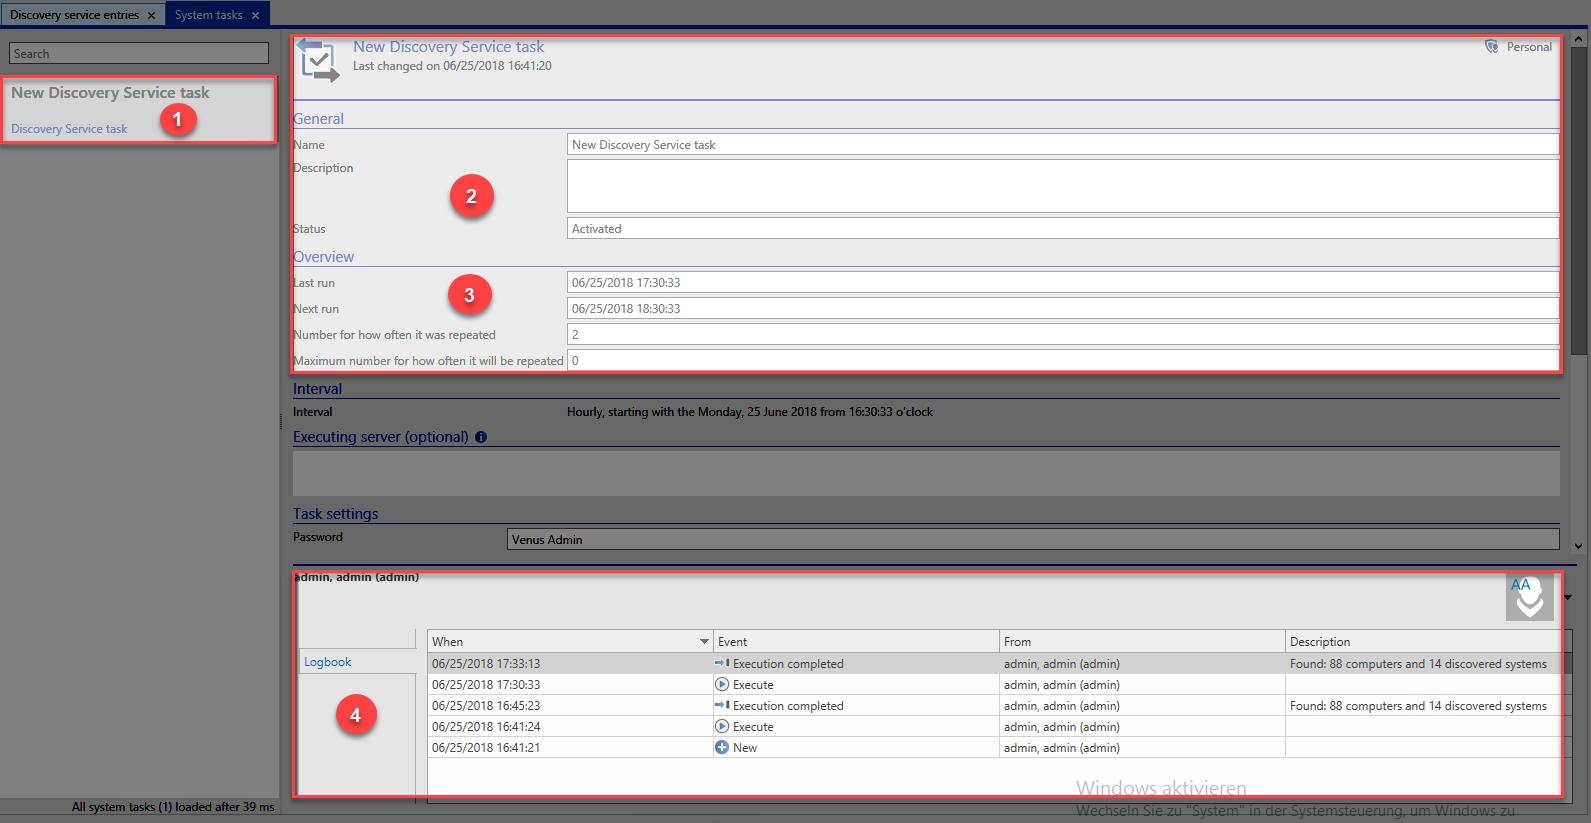 Discovery service entries ×
System tasks ×
Search
New Discovery Service task
Discovery Service task
1
New Discovery Service task
Last changed on 06/25/2018 16:41:20
Personal
General
Name New Discovery Service task
Description
2
Status Activated
Overview
Last run 06/25/2018 17:30:33
3
Next run 06/25/2018 18:30:33
Number for how often it was repeated 2
Maximum number for how often it will be repeated 0
Interval
Interval Hourly, starting with the Monday, 25 June 2018 from 16:30:33 o'clock
Executing server (optional)
Task settings
Password Venus Admin
admin, admin (admin)
AA
Logbook
4
When Event From Description
06/25/2018 17:33:13 Execution completed admin, admin (admin) Found: 88 computers and 14 discovered systems
06/25/2018 17:30:33 Execute admin, admin (admin)
06/25/2018 16:45:23 Execution completed admin, admin (admin) Found: 88 computers and 14 discovered systems
06/25/2018 16:41:24 Execute admin, admin (admin)
06/25/2018 16:41:21 New admin, admin (admin)
Windows aktivieren
Wechseln Sie zu "System" in der Systemsteuerung, um Windows zu
All system tasks (1) loaded after 39 ms